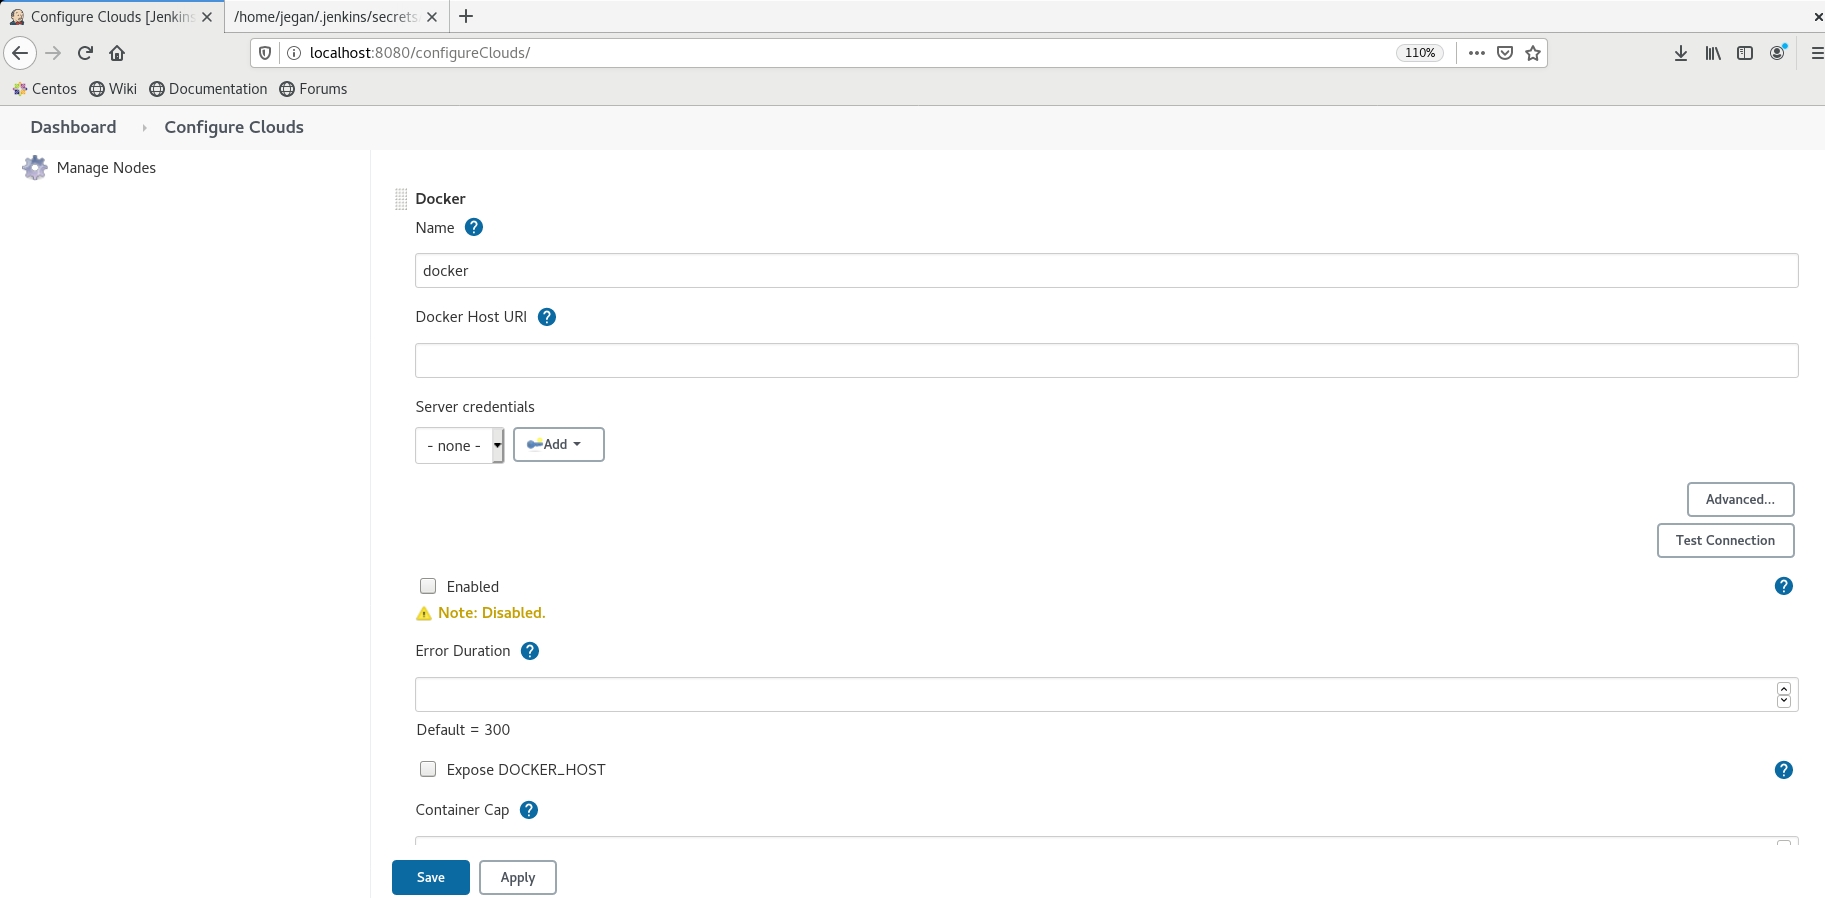 Configure Clouds [Jenkins
/home/jegan/.jenkins/secrets
localhost:8080/configureClouds/
110%
Centos Wiki Documentation Forums
Dashboard Configure Clouds
Manage Nodes
Docker
Name
docker
Docker Host URI
Server credentials
- none - Add
Advanced...
Test Connection
Enabled
Note: Disabled.
Error Duration
Default = 300
Expose DOCKER_HOST
Container Cap
Save Apply